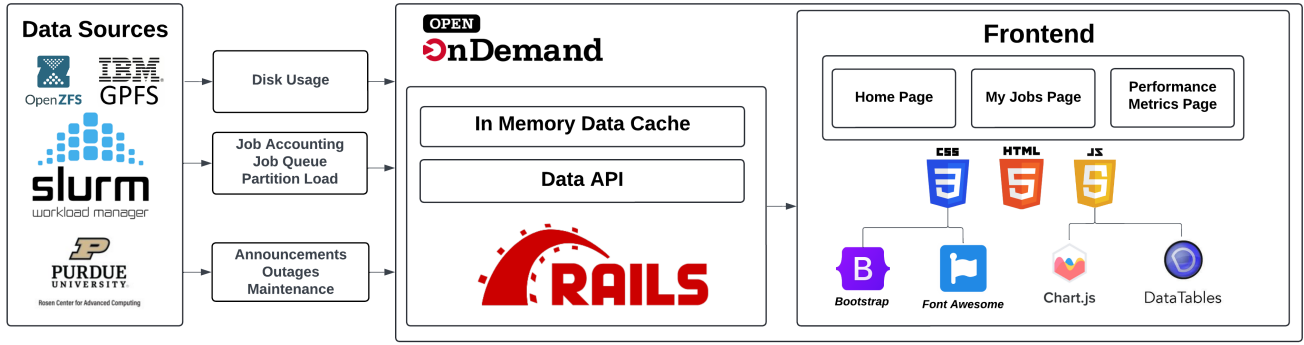 Data Sources
OpenZFS
IBM
GPFS
slurm
workload manager
PURDUE
UNIVERSITY®
Rosen Center for Advanced Computing
Disk Usage
Job Accounting
Job Queue
Partition Load
Announcements
Outages
Maintenance
OPEN
OnDemand
In Memory Data Cache
Data API
RAILS
Frontend
Home Page
My Jobs Page
Performance
Metrics Page
CSS
HTML
JS
3
5
S
B
Bootstrap
Font Awesome
Chart.js
DataTables